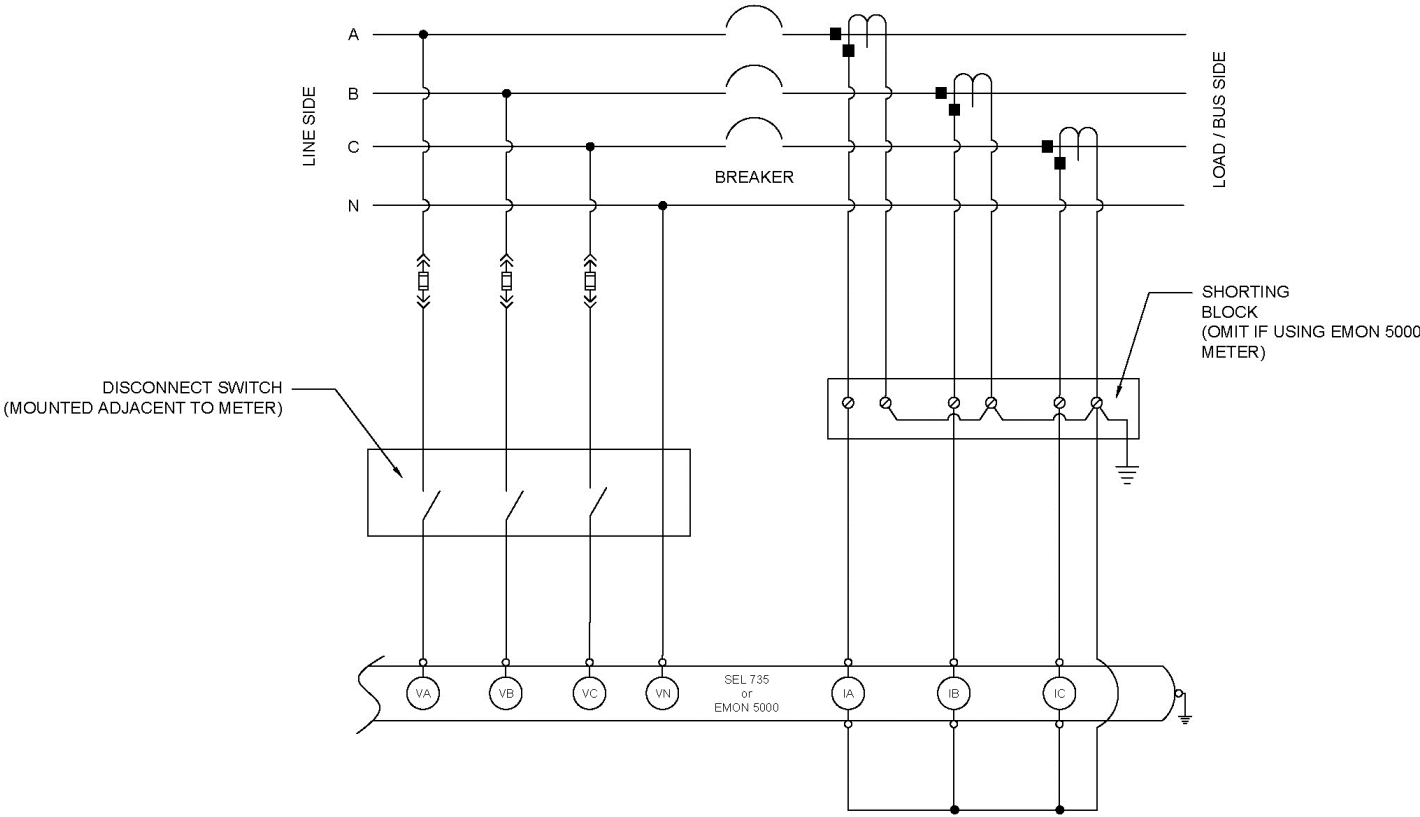 A
B
C
N
LINE SIDE
BREAKER
LOAD / BUS SIDE
SHORTING
BLOCK
(OMIT IF USING EMON 5000
METER)
DISCONNECT SWITCH
(MOUNTED ADJACENT TO METER)
VA
VB
VC
VN
SEL 735
or
EMON 5000
IA
IB
IC